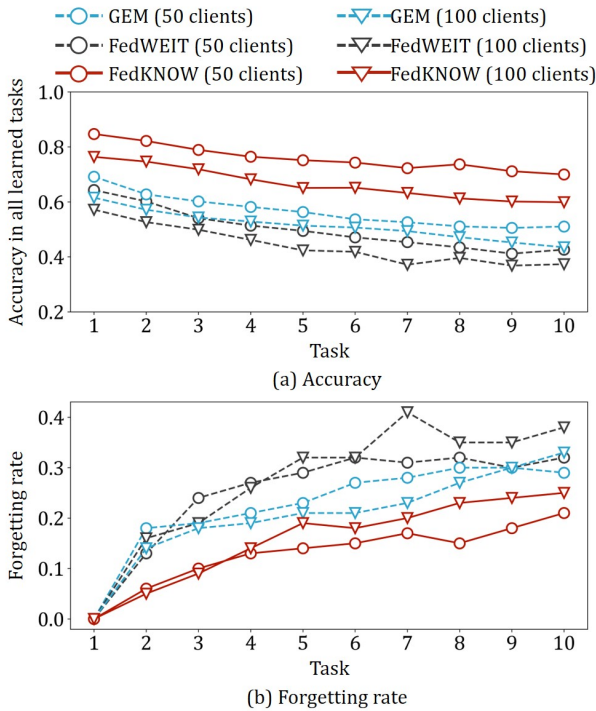 GEM (50 clients) GEM (100 clients)
FedWEIT (50 clients) FedWEIT (100 clients)
FedKNOW (50 clients) FedKNOW (100 clients)
Accuracy in all learned tasks
1.0
0.8
0.6
0.4
0.2
1 2 3 4 5 6 7 8 9 10
Task
(a) Accuracy
Forgetting rate
0.4
0.3
0.2
0.1
0.0
1 2 3 4 5 6 7 8 9 10
Task
(b) Forgetting rate